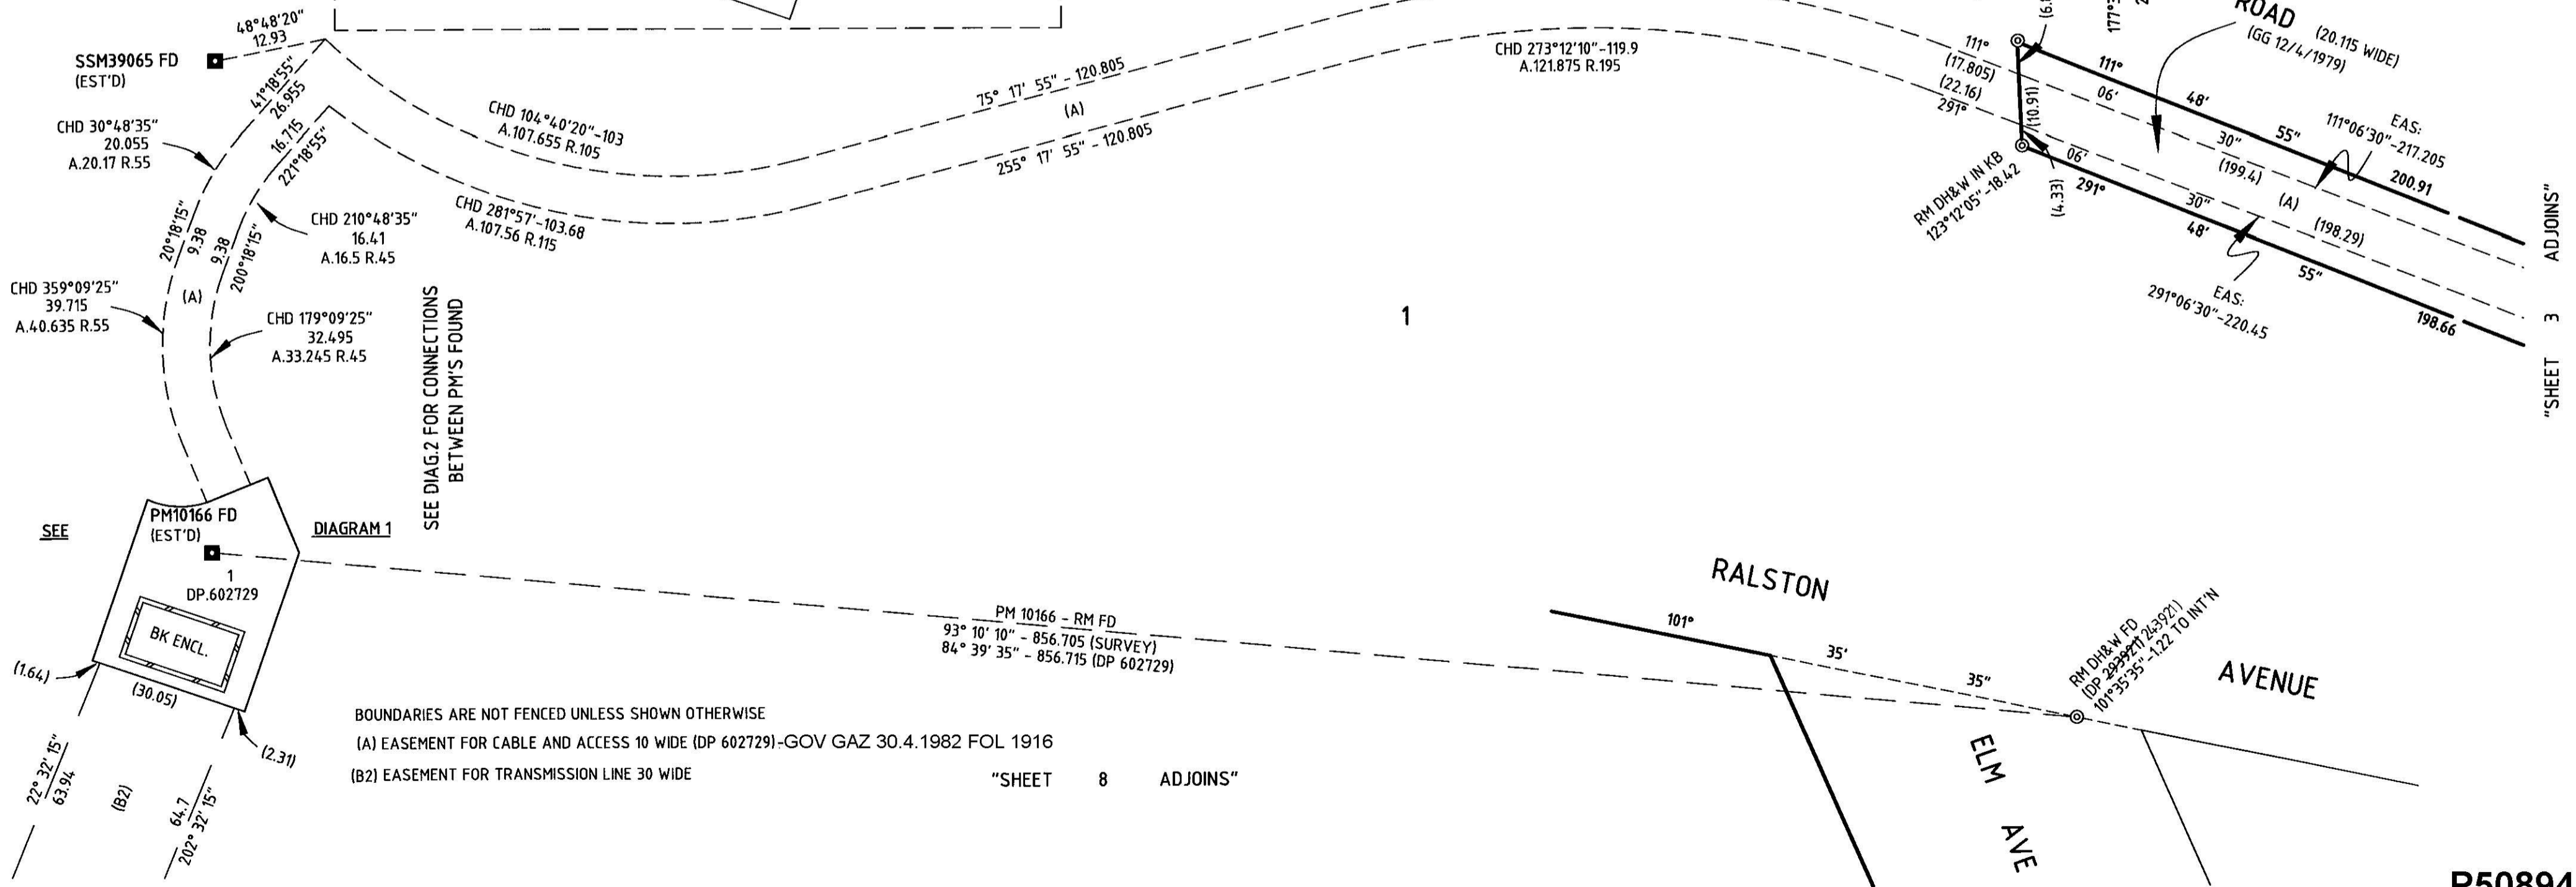 48°48'20"
12.93
SSM39065 FD
(EST'D)
41°18'55"
26.955
CHD 30°48'35"
20.055
A.20.17 R.55
16.715
221°18'55"
CHD 104°40'20"-103
A.107.655 R.105
CHD 281°57'-103.68
A.107.56 R.115
75° 17' 55" - 120.805
(A)
255° 17' 55" - 120.805
CHD 273°12'10"-119.9
A.121.875 R.195
111°
(17.805)
(22.16)
291°
(10.91)
(4.33)
RM DH&W IN KB
123°12'05"-18.42
ROAD (20.115 WIDE)
(GG 12/4/1979)
111° 48' 55"
200.91
06' 30"
(199.4)
EAS:
111°06'30"-217.205
(A)
06' 30"
(198.29)
291° 48' 55"
198.66
EAS:
291°06'30"-220.45
"SHEET 3 ADJOINS"
20°18'15"
9.38
9.38
200°18'15"
(A)
CHD 210°48'35"
16.41
A.16.5 R.45
CHD 359°09'25"
39.715
A.40.635 R.55
CHD 179°09'25"
32.495
A.33.245 R.45
SEE DIAG.2 FOR CONNECTIONS
BETWEEN PM'S FOUND
1
SEE DIAGRAM 1
PM10166 FD
(EST'D)
1
DP.602729
BK ENCL.
(1.64)
(30.05)
(2.31)
22° 32' 15"
63.94
(B2)
64.7
202° 32' 15"
PM 10166 - RM FD
93° 10' 10" - 856.705 (SURVEY)
84° 39' 35" - 856.715 (DP 602729)
RALSTON AVENUE
101° 35' 35"
RM DH&W FD
101°35'35"-1.22 TO INT'N
ELM AVE
BOUNDARIES ARE NOT FENCED UNLESS SHOWN OTHERWISE
(A) EASEMENT FOR CABLE AND ACCESS 10 WIDE (DP 602729)-GOV GAZ 30.4.1982 FOL 1916
(B2) EASEMENT FOR TRANSMISSION LINE 30 WIDE
"SHEET 8 ADJOINS"